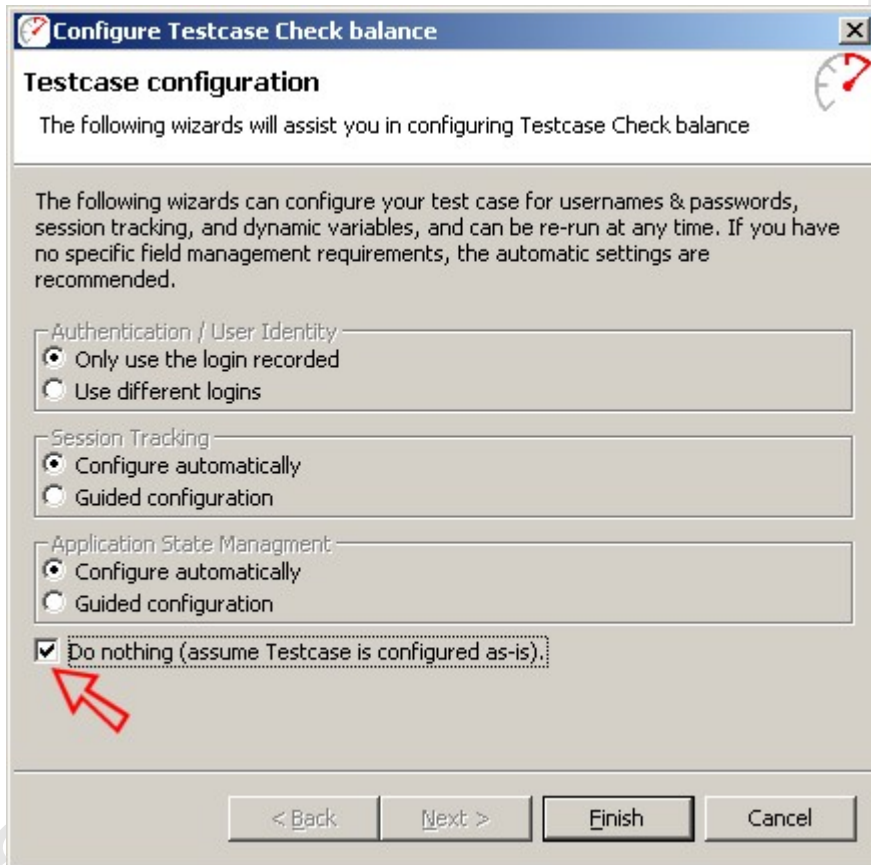 Configure Testcase Check balance
Testcase configuration
The following wizards will assist you in configuring Testcase Check balance
The following wizards can configure your test case for usernames & passwords,
session tracking, and dynamic variables, and can be re-run at any time. If you have
no specific field management requirements, the automatic settings are
recommended.
Authentication / User Identity
Only use the login recorded
Use different logins
Session Tracking
Configure automatically
Guided configuration
Application State Managment
Configure automatically
Guided configuration
Do nothing (assume Testcase is configured as-is).
< Back Next > Finish Cancel